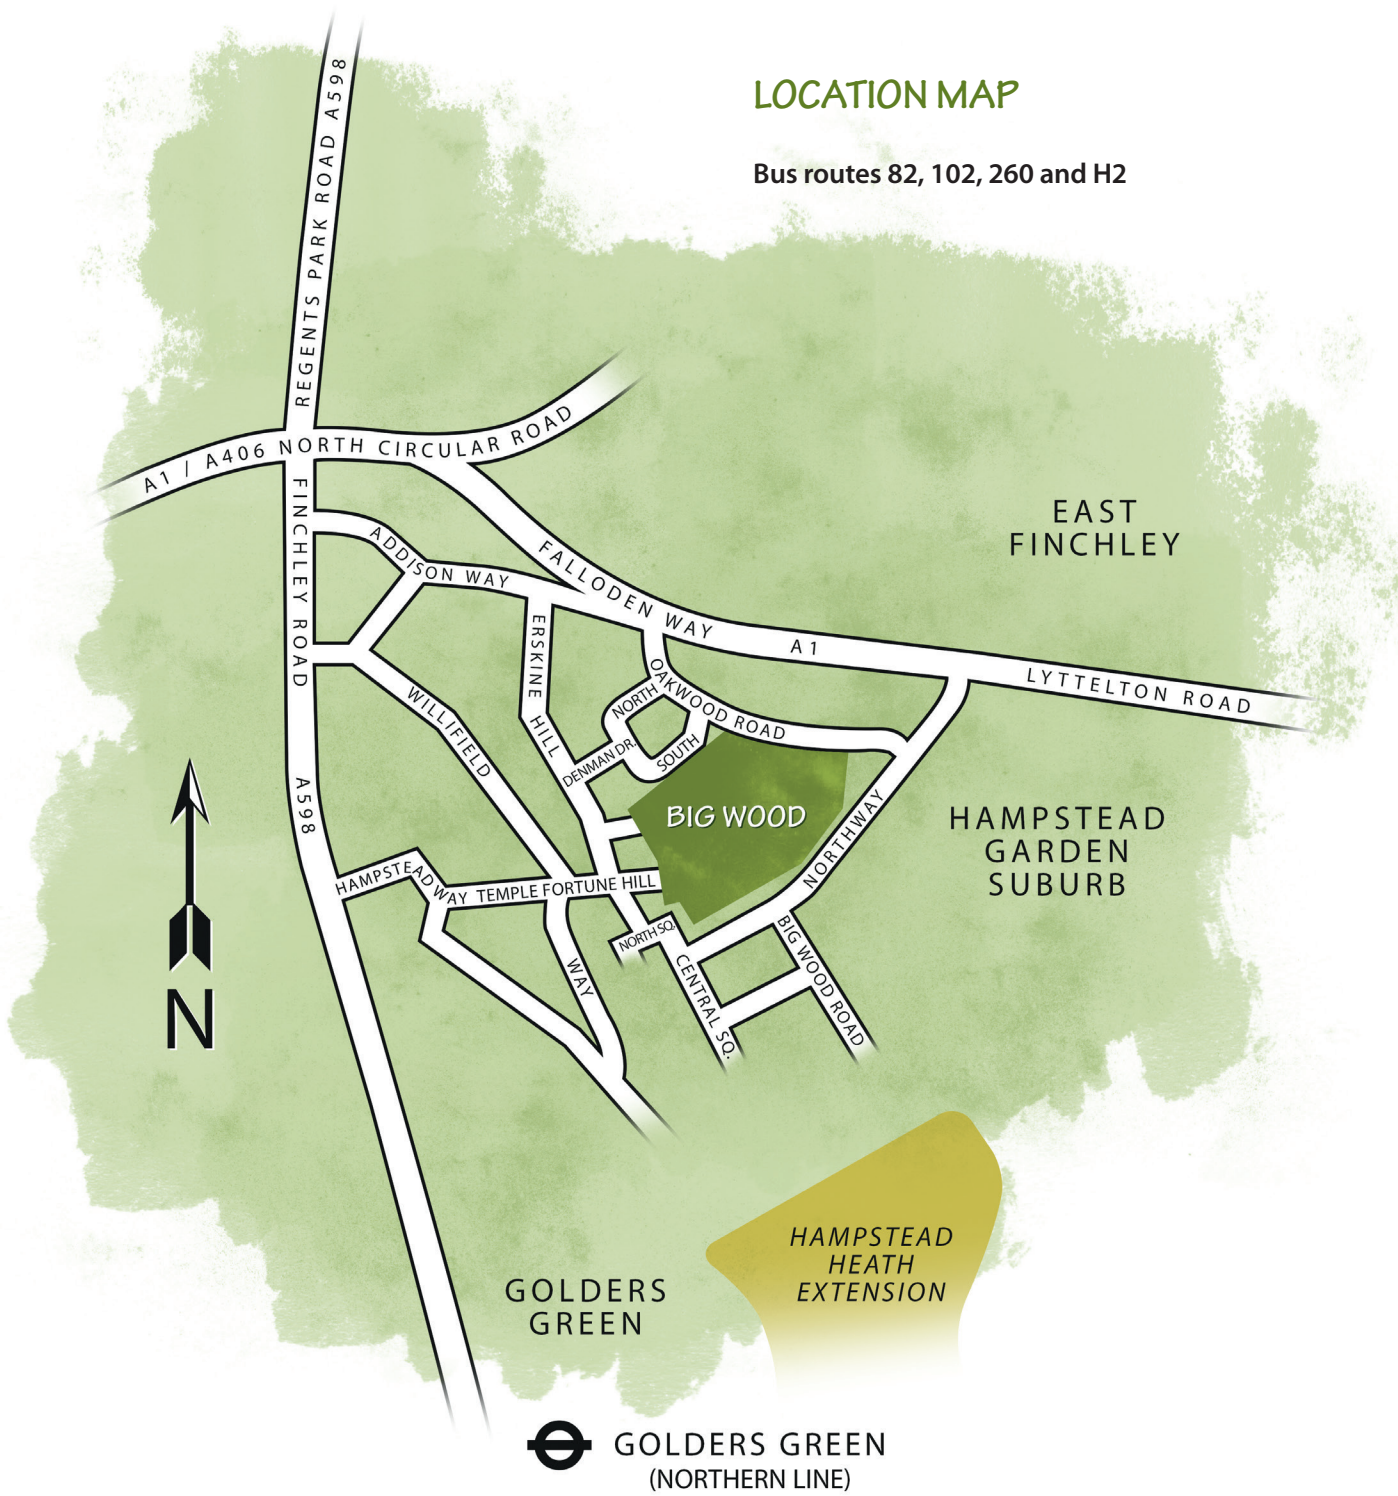 LOCATION MAP
Bus routes 82, 102, 260 and H2
REGENTS PARK ROAD A598
A1 / A406 NORTH CIRCULAR ROAD
FINCHLEY ROAD
ADDISON WAY
FALLODEN WAY
A1
LYTTELTON ROAD
EAST
FINCHLEY
ERSKINE HILL
OAKWOOD ROAD
NORTH
SOUTH
DENMAN DR.
WILLIFIELD
WAY
A598
BIG WOOD
NORTHWAY
HAMPSTEAD
GARDEN
SUBURB
HAMPSTEAD WAY
TEMPLE FORTUNE HILL
NORTH SQ.
CENTRAL SQ.
BIG WOOD ROAD
N
HAMPSTEAD
HEATH
EXTENSION
GOLDERS
GREEN
GOLDERS GREEN
(NORTHERN LINE)